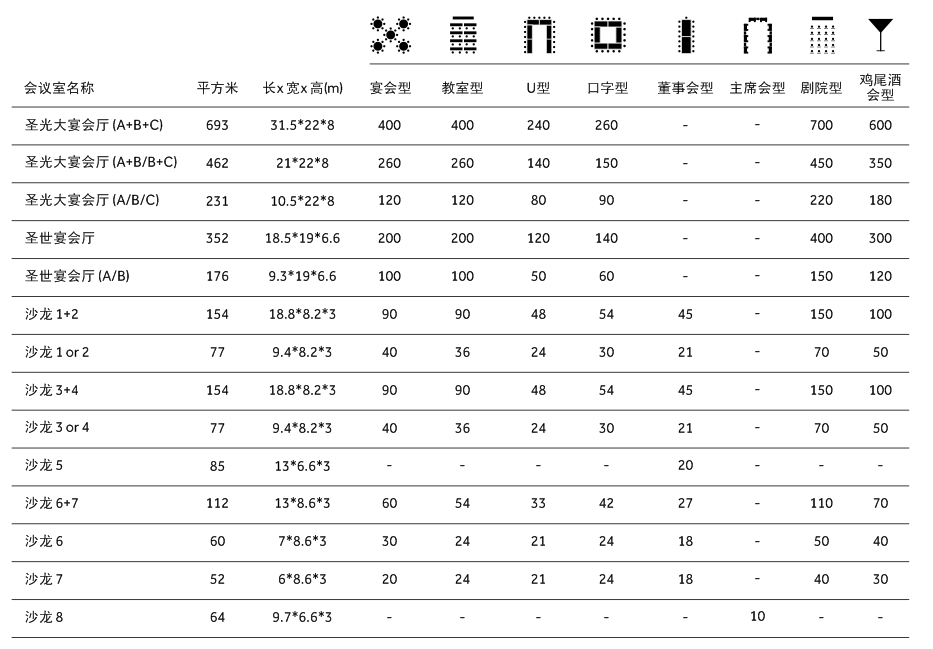 会议室名称 平方米 长x宽x高(m) 宴会型 教室型 U型 口字型 董事会型 主席会型 剧院型 鸡尾酒会型
圣光大宴会厅 (A+B+C) 693 31.5*22*8 400 400 240 260 - - 700 600
圣光大宴会厅 (A+B/B+C) 462 21*22*8 260 260 140 150 - - 450 350
圣光大宴会厅 (A/B/C) 231 10.5*22*8 120 120 80 90 - - 220 180
圣世宴会厅 352 18.5*19*6.6 200 200 120 140 - - 400 300
圣世宴会厅 (A/B) 176 9.3*19*6.6 100 100 50 60 - - 150 120
沙龙 1+2 154 18.8*8.2*3 90 90 48 54 45 - 150 100
沙龙 1 or 2 77 9.4*8.2*3 40 36 24 30 21 - 70 50
沙龙 3+4 154 18.8*8.2*3 90 90 48 54 45 - 150 100
沙龙 3 or 4 77 9.4*8.2*3 40 36 24 30 21 - 70 50
沙龙 5 85 13*6.6*3 - - - - 20 - - -
沙龙 6+7 112 13*8.6*3 60 54 33 42 27 - 110 70
沙龙 6 60 7*8.6*3 30 24 21 24 18 - 50 40
沙龙 7 52 6*8.6*3 20 24 21 24 18 - 40 30
沙龙 8 64 9.7*6.6*3 - - - - - 10 - -